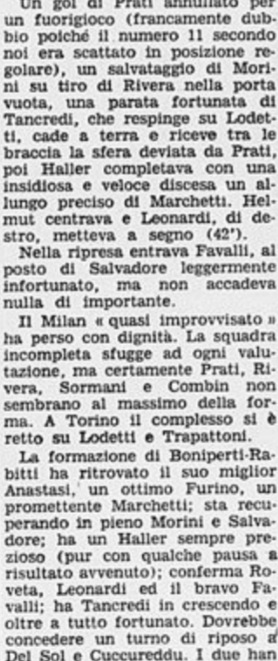 Un gol di Prati annullato per
un fuorigioco (francamente dub-
bio poiché il numero 11 secondo
noi era scattato in posizione re-
golare), un salvataggio di Mori-
ni su tiro di Rivera nella porta
vuota, una parata fortunata di
Tancredi, che respinge su Lodet-
ti, cade a terra e riceve tra le
braccia la sfera deviata da Prati,
poi Haller completava con una
insidiosa e veloce discesa un al-
lungo preciso di Marchetti. Hel-
mut centrava e Leonardi, di de-
stro, metteva a segno (42').
Nella ripresa entrava Favalli, al
posto di Salvadore leggermente
infortunato, ma non accadeva
nulla di importante.
Il Milan « quasi improvvisato »
ha perso con dignità. La squadra
incompleta sfugge ad ogni valu-
tazione, ma certamente Prati, Ri-
vera, Sormani e Combin non
sembrano al massimo della for-
ma. A Torino il complesso si è
retto su Lodetti e Trapattoni.
La formazione di Boniperti-Ra-
bitti ha ritrovato il suo miglior
Anastasi, un ottimo Furino, un
promettente Marchetti; sta recu-
perando in pieno Morini e Salva-
dore; ha un Haller sempre pre-
zioso (pur con qualche pausa a
risultato avvenuto); conferma Ro-
veta, Leonardi ed il bravo Fa-
valli; ha Tancredi in crescendo e
oltre a tutto fortunato. Dovrebbe
concedere un turno di riposo a
Del Sol e Cuccureddu. I due han